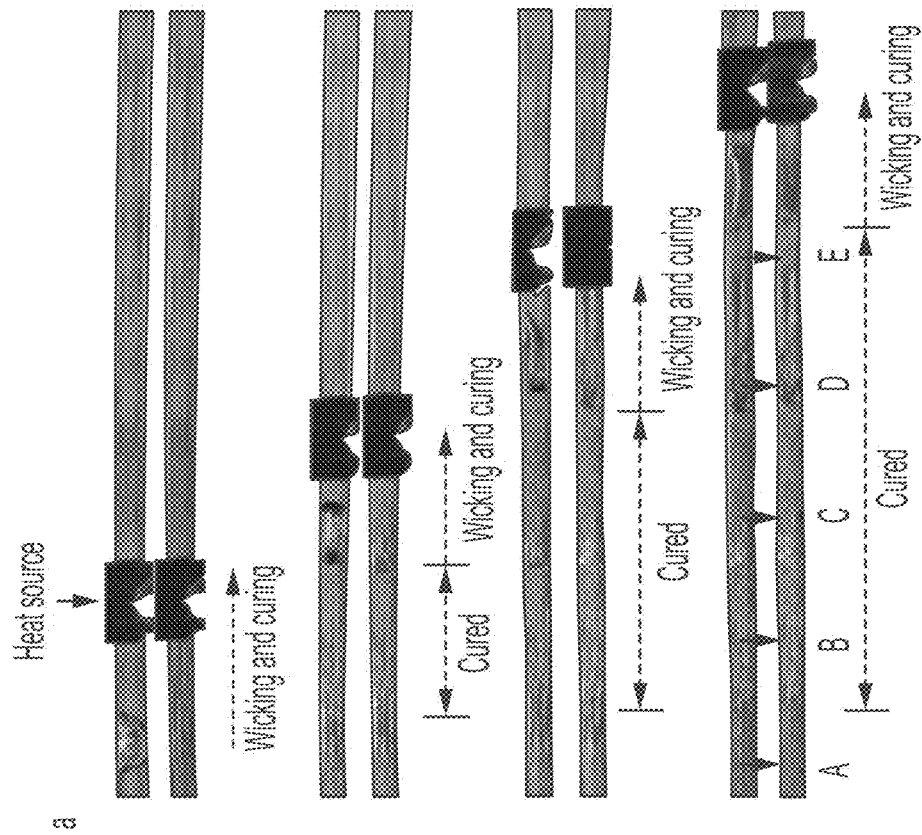 a
Heat source
Wicking and curing
Cured
Wicking and curing
Cured
Wicking and curing
A B C D E
Cured
Wicking and curing